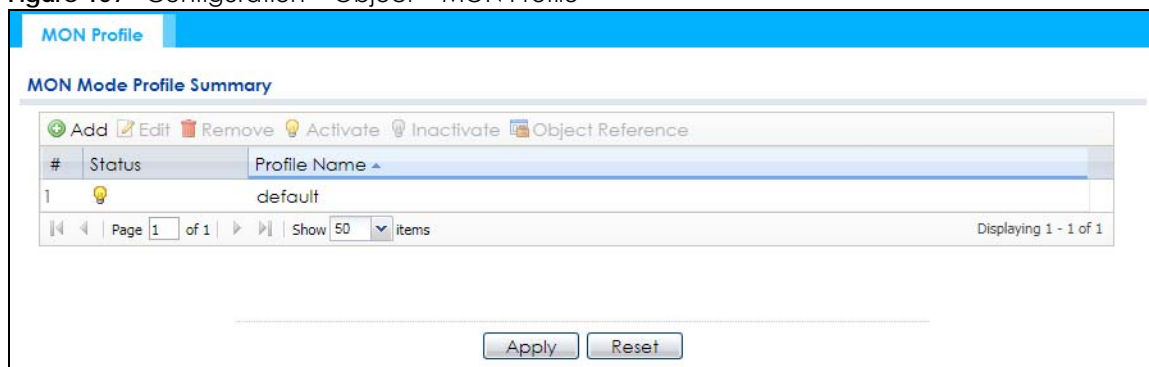 MON Profile
MON Mode Profile Summary
Add Edit Remove Activate Inactivate Object Reference
# Status Profile Name
1 default
Page 1 of 1 Show 50 items Displaying 1 - 1 of 1
Apply Reset